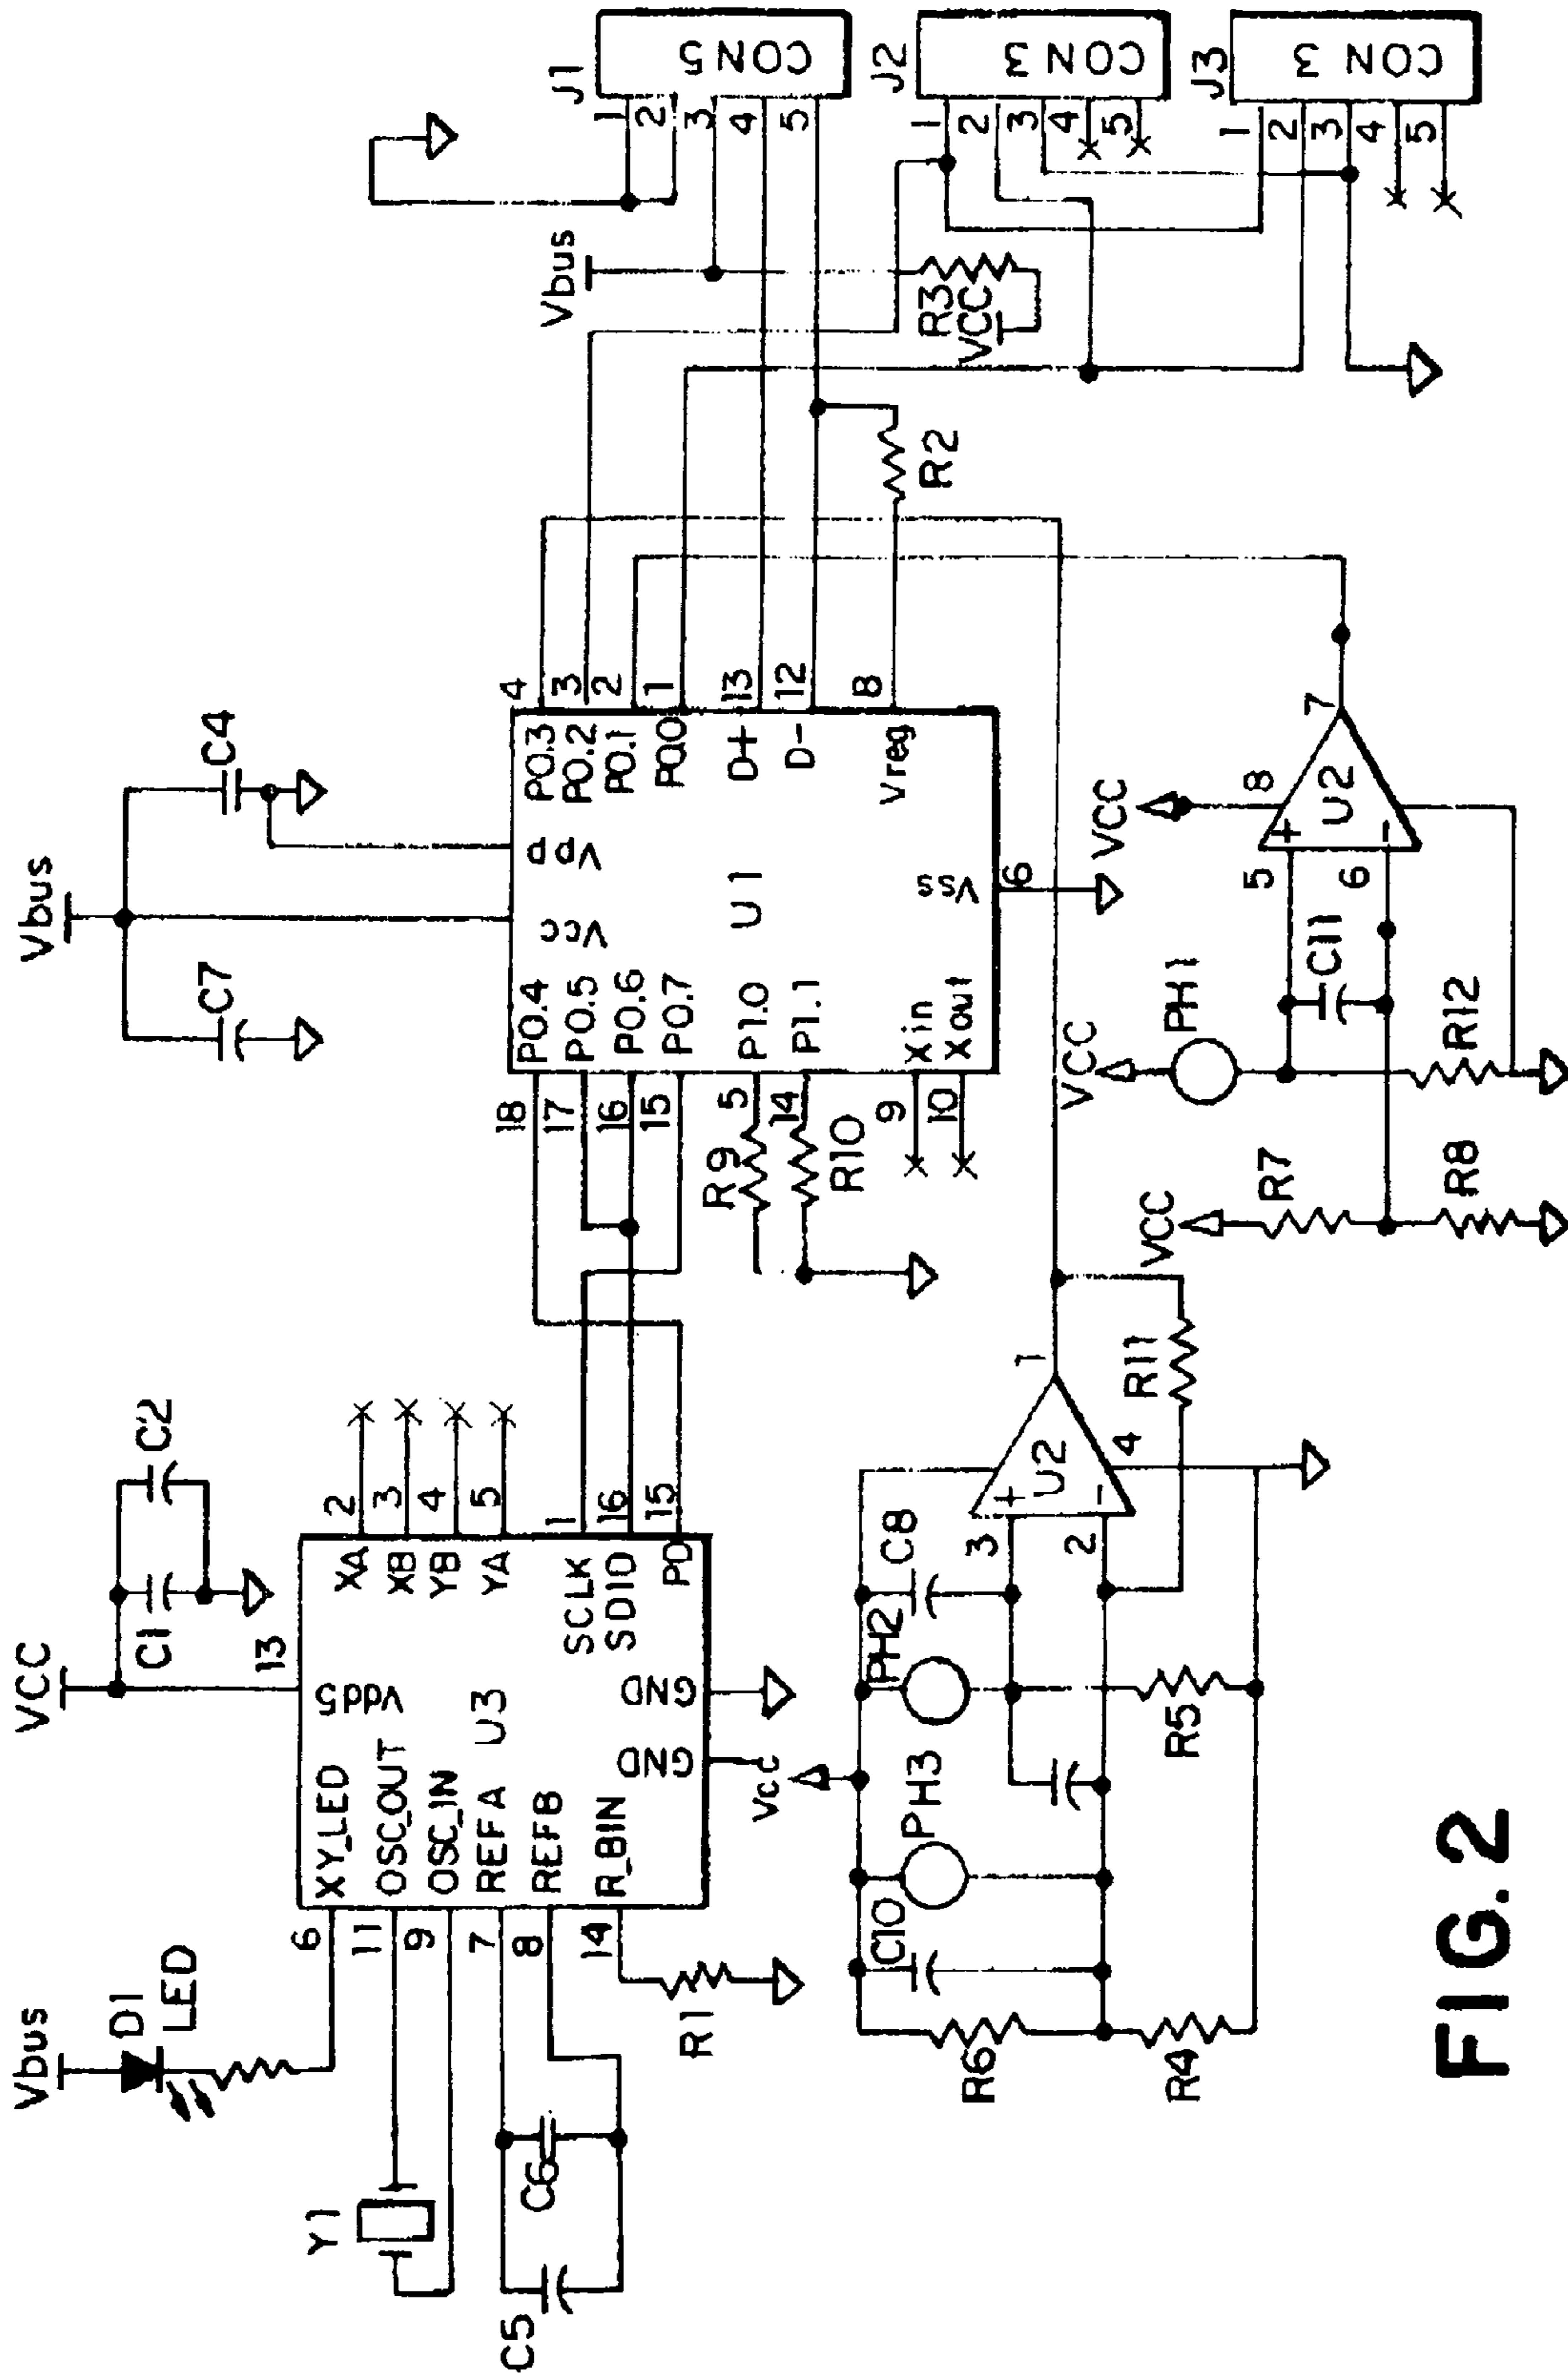 Vbus
D1
LED
Y1
C5
C6
6
11
9
7
8
14
R1
XY_LED
OSC_OUT
OSC_IN
REFA
REFB
R_BIN
U3
VCC
C1
C2
13
Vdd5
GND
GND
Vcc
XA
XB
YB
YA
SCLK
SDIO
PD
2
3
4
5
1
16
15
Vbus
C7
C4
18
17
16
15
5
14
9
10
R9
R10
P0.4
P0.5
P0.6
P0.7
P1.0
P1.1
Xin
Xout
Vcc
Vpp
U1
Vss
6
P0.3
P0.2
P0.1
P0.0
D+
D-
Vreg
4
3
2
1
13
12
8
R2
Vbus
R3
VCC
J1
1
2
3
4
5
CON5
J2
1
2
3
4
5
CON 3
J3
1
2
3
4
5
CON 3
R6
R4
C10
PH3
PH2
C8
R5
3
2
+
-
U2
4
1
R11
VCC
R7
R8
VCC
PH1
C11
R12
5
6
+
-
U2
VCC
8
7
FIG.2